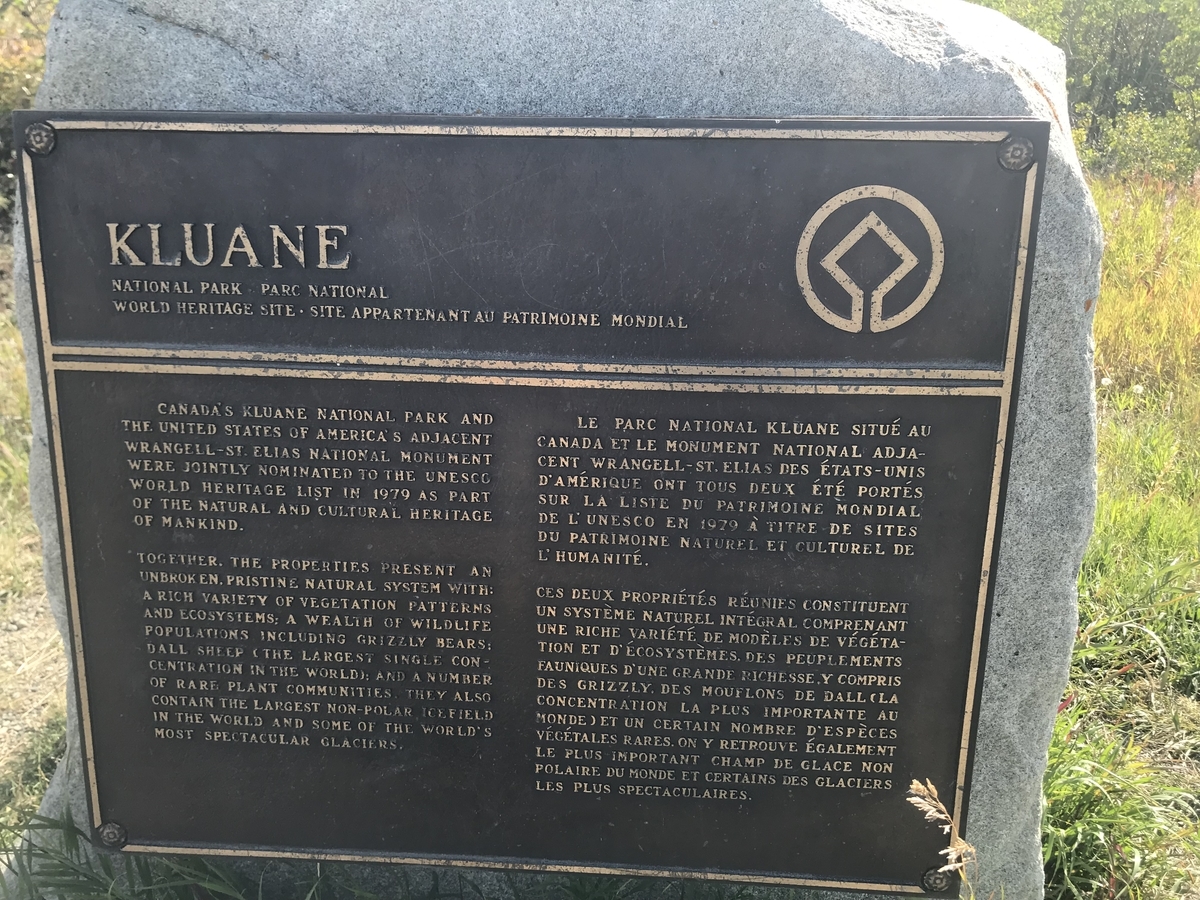 KLUANE
NATIONAL PARK · PARC NATIONAL
WORLD HERITAGE SITE · SITE APPARTENANT AU PATRIMOINE MONDIAL
CANADA'S KLUANE NATIONAL PARK AND
THE UNITED STATES OF AMERICA'S ADJACENT
WRANGELL-ST. ELIAS NATIONAL MONUMENT
WERE JOINTLY NOMINATED TO THE UNESCO
WORLD HERITAGE LIST IN 1979 AS PART
OF THE NATURAL AND CULTURAL HERITAGE
OF MANKIND.
TOGETHER, THE PROPERTIES PRESENT AN
UNBROKEN, PRISTINE NATURAL SYSTEM WITH:
A RICH VARIETY OF VEGETATION PATTERNS
AND ECOSYSTEMS; A WEALTH OF WILDLIFE
POPULATIONS INCLUDING GRIZZLY BEARS;
DALL SHEEP (THE LARGEST SINGLE CON-
CENTRATION IN THE WORLD); AND A NUMBER
OF RARE PLANT COMMUNITIES. THEY ALSO
CONTAIN THE LARGEST NON-POLAR ICEFIELD
IN THE WORLD AND SOME OF THE WORLD'S
MOST SPECTACULAR GLACIERS.
LE PARC NATIONAL KLUANE SITUÉ AU
CANADA ET LE MONUMENT NATIONAL ADJA-
CENT WRANGELL-ST. ELIAS DES ÉTATS-UNIS
D'AMÉRIQUE ONT TOUS DEUX ÉTÉ PORTÉS
SUR LA LISTE DU PATRIMOINE MONDIAL
DE L'UNESCO EN 1979 À TITRE DE SITES
DU PATRIMOINE NATUREL ET CULTUREL DE
L'HUMANITÉ.
CES DEUX PROPRIÉTÉS RÉUNIES CONSTITUENT
UN SYSTÈME NATUREL INTÉGRAL COMPRENANT
UNE RICHE VARIÉTÉ DE MODÈLES DE VÉGÉTA-
TION ET D'ÉCOSYSTÈMES, DES PEUPLEMENTS
FAUNIQUES D'UNE GRANDE RICHESSE, Y COMPRIS
DES GRIZZLY, DES MOUFLONS DE DALL (LA
CONCENTRATION LA PLUS IMPORTANTE AU
MONDE) ET UN CERTAIN NOMBRE D'ESPÈCES
VÉGÉTALES RARES. ON Y RETROUVE ÉGALEMENT
LE PLUS IMPORTANT CHAMP DE GLACE NON
POLAIRE DU MONDE ET CERTAINS DES GLACIERS
LES PLUS SPECTACULAIRES.